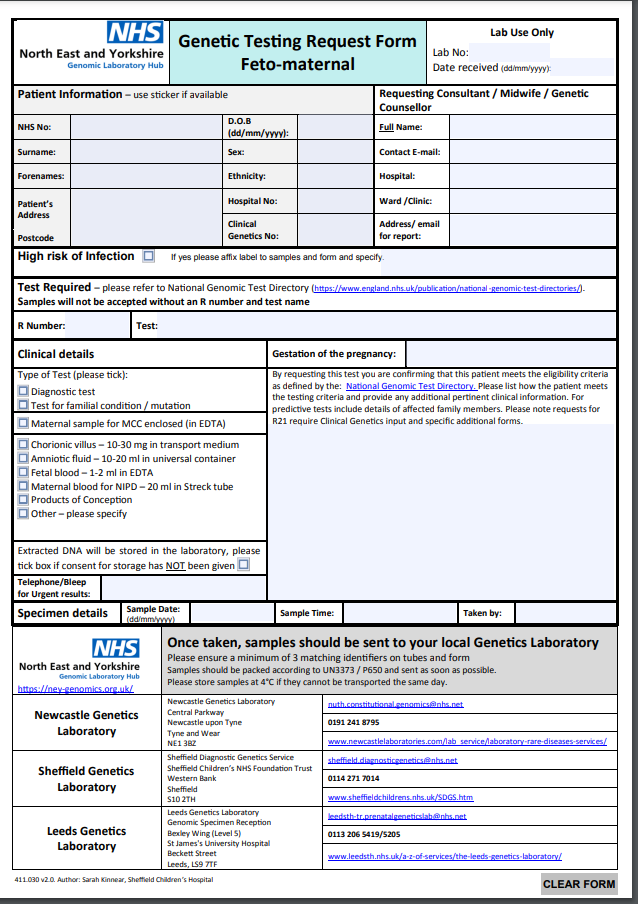 NHS
North East and Yorkshire
Genomic Laboratory Hub
Genetic Testing Request Form
Feto-maternal
Lab Use Only
Lab No:
Date received (dd/mm/yyyy):
Patient Information – use sticker if available
Requesting Consultant / Midwife / Genetic
Counsellor
NHS No:
D.O.B
(dd/mm/yyyy):
Full Name:
Surname:
Sex:
Contact E-mail:
Forenames:
Ethnicity:
Hospital:
Patient's
Address
Postcode
Hospital No:
Ward /Clinic:
Clinical
Genetics No:
Address/ email
for report:
High risk of Infection
If yes please affix label to samples and form and specify.
Test Required – please refer to National Genomic Test Directory (https://www.england.nhs.uk/publication/national-genomic-test-directories/).
Samples will not be accepted without an R number and test name
R Number:
Test:
Clinical details
Gestation of the pregnancy:
Type of Test (please tick):
Diagnostic test
Test for familial condition / mutation
Maternal sample for MCC enclosed (in EDTA)
Chorionic villus – 10-30 mg in transport medium
Amniotic fluid – 10-20 ml in universal container
Fetal blood – 1-2 ml in EDTA
Maternal blood for NIPD – 20 ml in Streck tube
Products of Conception
Other – please specify
By requesting this test you are confirming that this patient meets the eligibility criteria
as defined by the: National Genomic Test Directory. Please list how the patient meets
the testing criteria and provide any additional pertinent clinical information. For
predictive tests include details of affected family members. Please note requests for
R21 require Clinical Genetics input and specific additional forms.
Extracted DNA will be stored in the laboratory, please
tick box if consent for storage has NOT been given
Telephone/Bleep
for Urgent results:
Specimen details
Sample Date:
(dd/mm/yyyy)
Sample Time:
Taken by:
NHS
North East and Yorkshire
Genomic Laboratory Hub
https://ney-genomics.org.uk/
Once taken, samples should be sent to your local Genetics Laboratory
Please ensure a minimum of 3 matching identifiers on tubes and form
Samples should be packed according to UN3373 / P650 and sent as soon as possible.
Please store samples at 4°C if they cannot be transported the same day.
Newcastle Genetics
Laboratory
Newcastle Genetics Laboratory
Central Parkway
Newcastle upon Tyne
Tyne and Wear
NE1 3BZ
nuth.constitutional.genomics@nhs.net
0191 241 8795
www.newcastlelaboratories.com/lab_service/laboratory-rare-diseases-services/
Sheffield Genetics
Laboratory
Sheffield Diagnostic Genetics Service
Sheffield Children's NHS Foundation Trust
Western Bank
Sheffield
S10 2TH
sheffield.diagnosticgenetics@nhs.net
0114 271 7014
www.sheffieldchildrens.nhs.uk/SDGS.htm
Leeds Genetics
Laboratory
Leeds Genetics Laboratory
Genomic Specimen Reception
Bexley Wing (Level 5)
St James's University Hospital
Beckett Street
Leeds, LS9 7TF
leedsth-tr.prenatalgeneticslab@nhs.net
0113 206 5419/5205
www.leedsth.nhs.uk/a-z-of-services/the-leeds-genetics-laboratory/
411.030 v2.0. Author: Sarah Kinnear, Sheffield Children's Hospital
CLEAR FORM